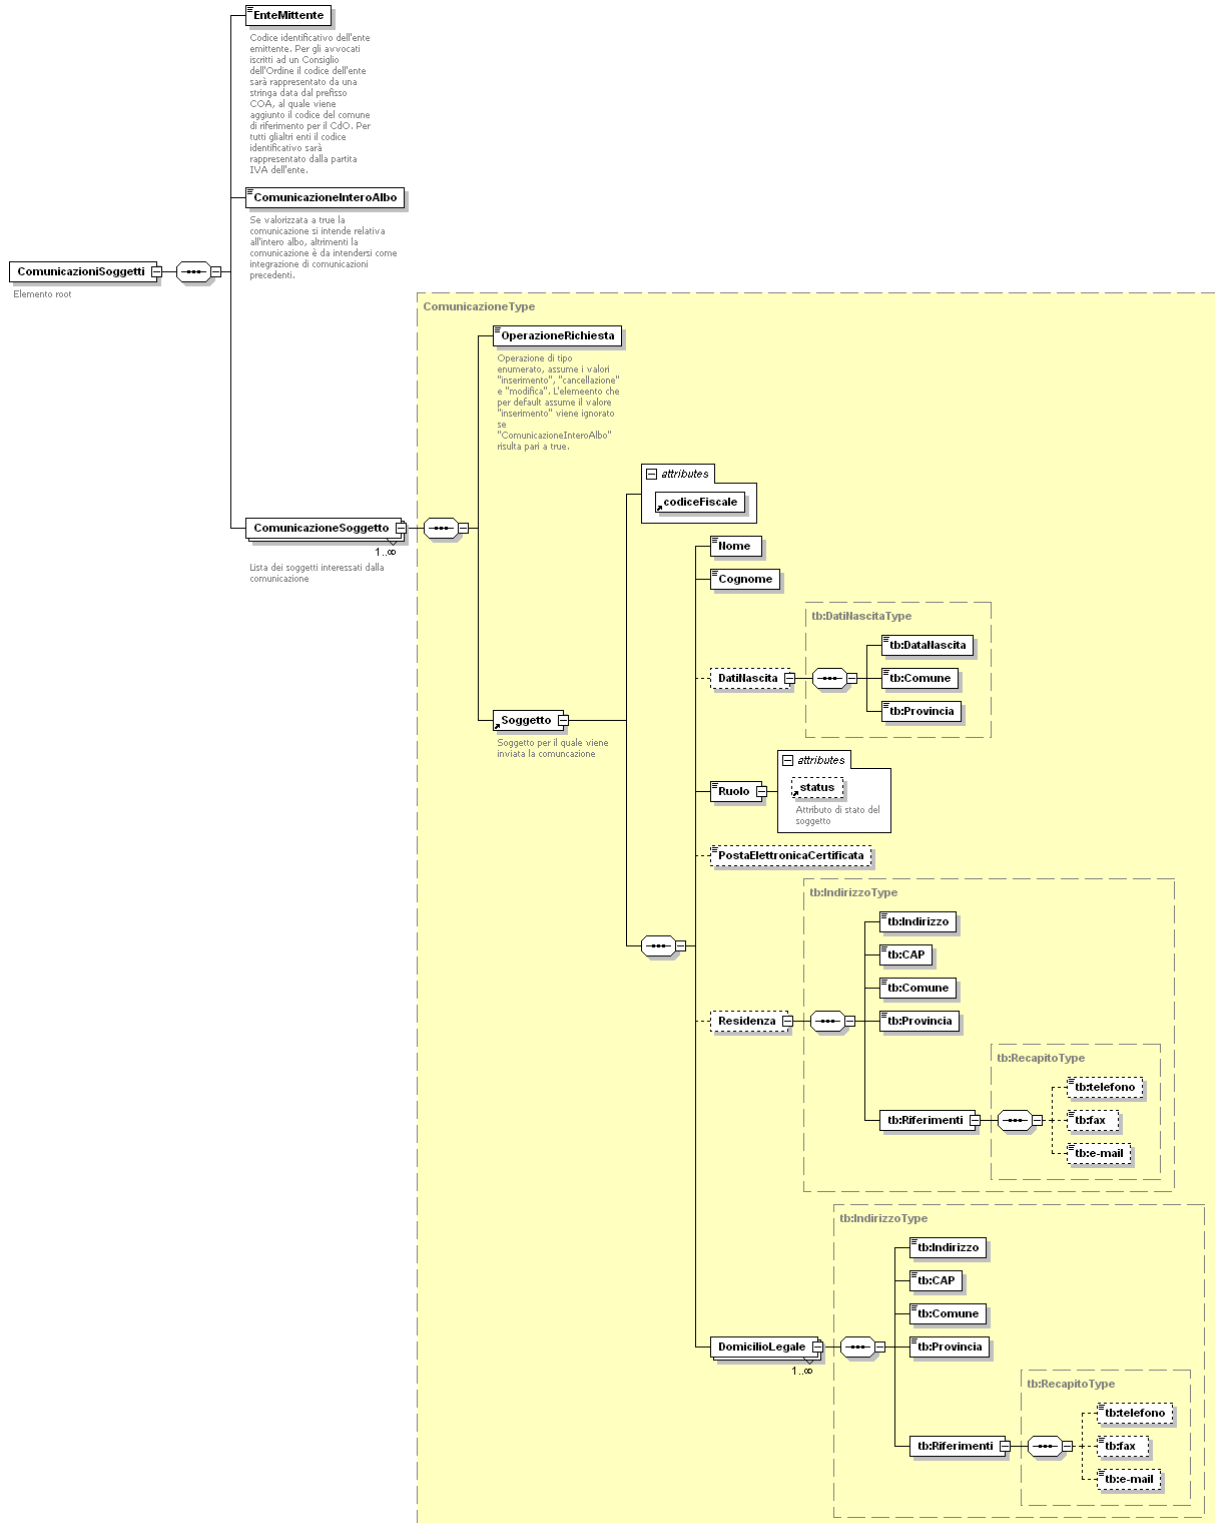 EnteMittente
Codice identificativo dell'ente
emittente. Per gli avvocati
iscritti ad un Consiglio
dell'Ordine il codice dell'ente
sarà rappresentato da una
stringa data dal prefisso
COA, al quale viene
aggiunto il codice del comune
di riferimento per il CdO. Per
tutti glialtri enti il codice
identificativo sarà
rappresentato dalla partita
IVA dell'ente.
ComunicazioneInteroAlbo
Se valorizzata a true la
comunicazione si intende relativa
all'intero albo, altrimenti la
comunicazione è da intendersi come
integrazione di comunicazioni
precedenti.
ComunicazioniSoggetti
Elemento root
ComunicazioneType
OperazioneRichiesta
Operazione di tipo
enumerato, assume i valori
"inserimento", "cancellazione"
e "modifica". L'elemeento che
per default assume il valore
"inserimento" viene ignorato
se
"ComunicazioneInteroAlbo"
risulta pari a true.
attributes
codiceFiscale
ComunicazioneSoggetto
1..∞
Lista dei soggetti interessati dalla
comunicazione
Nome
Cognome
tb:DatiNascitaType
tb:DataNascita
DatiNascita
tb:Comune
tb:Provincia
Soggetto
Soggetto per il quale viene
inviata la comuncazione
attributes
Ruolo
status
Attributo di stato del
soggetto
PostaElettronicaCertificata
tb:IndirizzoType
tb:Indirizzo
tb:CAP
tb:Comune
Residenza
tb:Provincia
tb:RecapitoType
tb:telefono
tb:Riferimenti
tb:fax
tb:e-mail
tb:IndirizzoType
tb:Indirizzo
tb:CAP
tb:Comune
DomicilioLegale
1..∞
tb:Provincia
tb:RecapitoType
tb:telefono
tb:Riferimenti
tb:fax
tb:e-mail